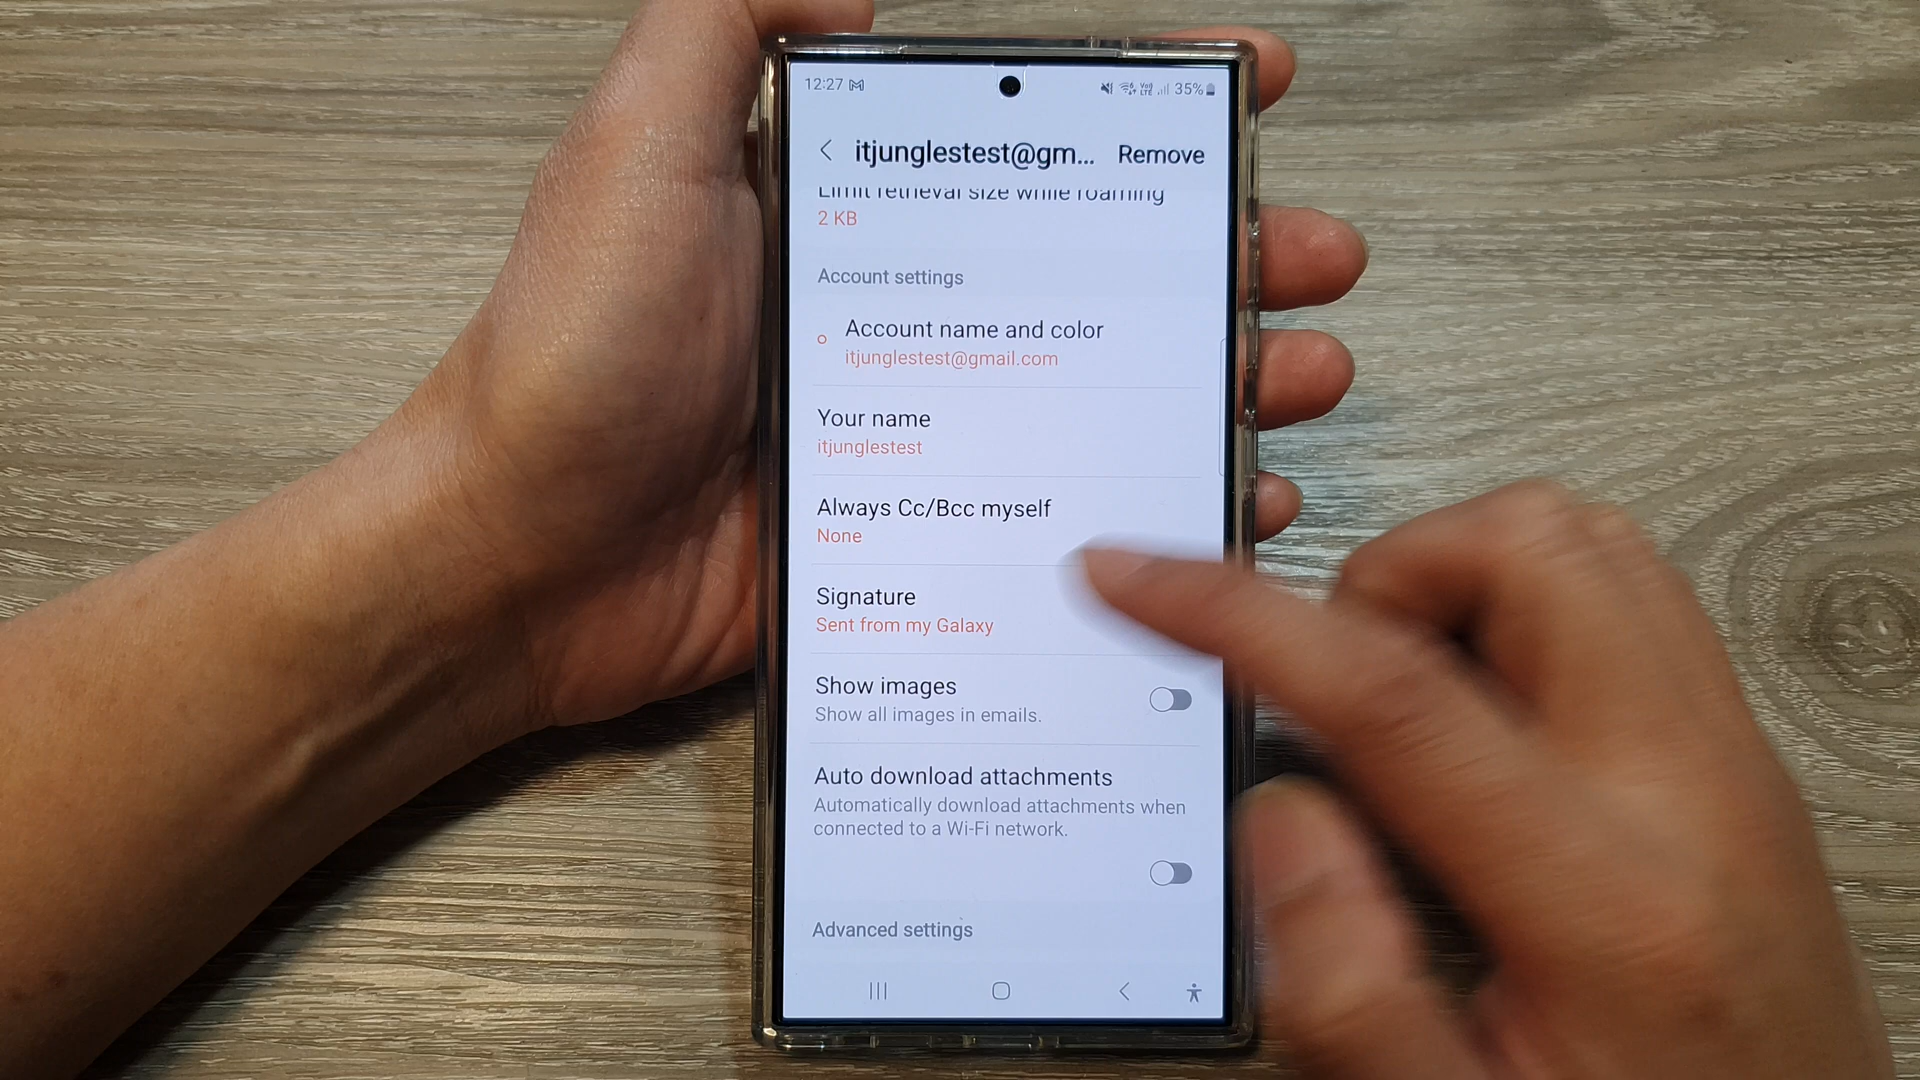 12:27 35%
itjunglestest@gm... Remove
Limit retrieval size while roaming
2 KB
Account settings
Account name and color
itjunglestest@gmail.com
Your name
itjunglestest
Always Cc/Bcc myself
None
Signature
Sent from my Galaxy
Show images
Show all images in emails.
Auto download attachments
Automatically download attachments when
connected to a Wi-Fi network.
Advanced settings